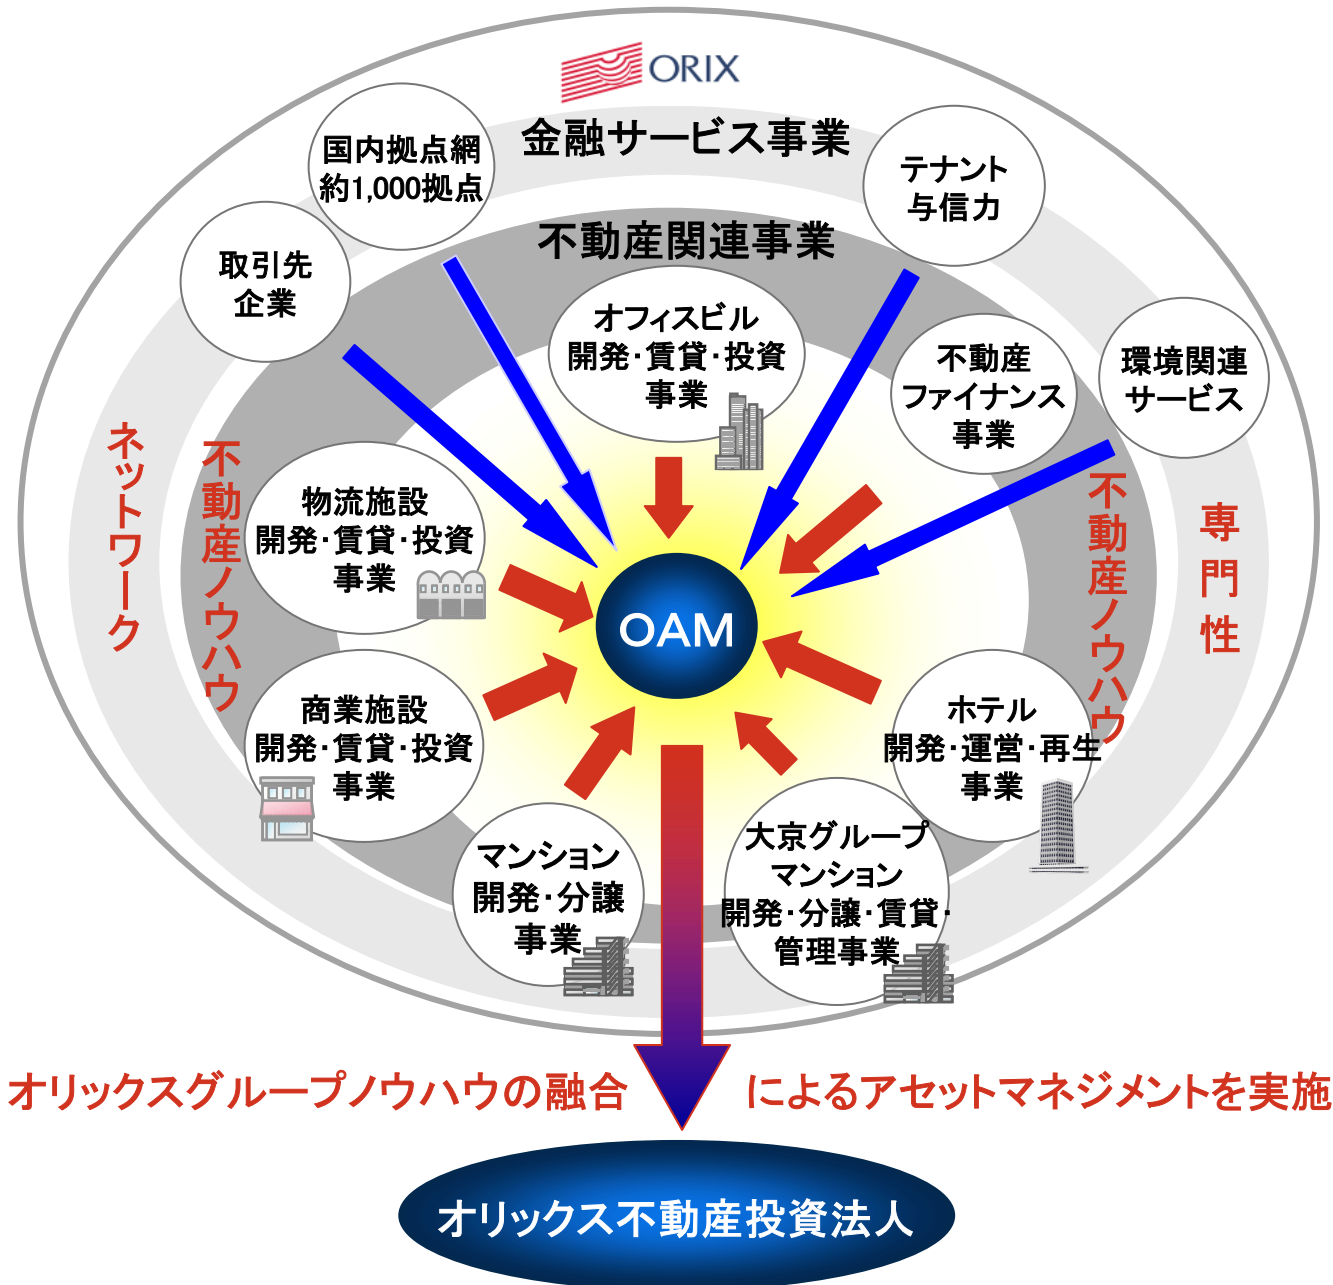 ORIX
金融サービス事業
国内拠点網
約1,000拠点
テナント
与信力
取引先
企業
不動産関連事業
オフィスビル
開発・賃貸・投資
事業
不動産
ファイナンス
事業
環境関連
サービス
ネットワーク
不動産ノウハウ
物流施設
開発・賃貸・投資
事業
不動産ノウハウ
専門性
OAM
商業施設
開発・賃貸・投資
事業
ホテル
開発・運営・再生
事業
マンション
開発・分譲
事業
大京グループ
マンション
開発・分譲・賃貸・
管理事業
オリックスグループノウハウの融合 によるアセットマネジメントを実施
オリックス不動産投資法人